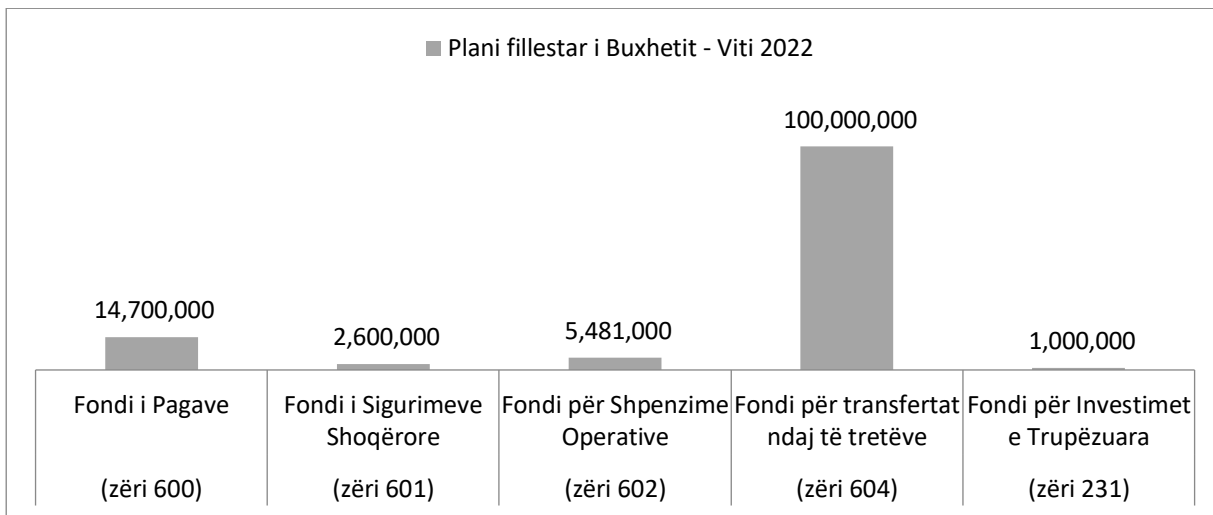 Plani fillestar i Buxhetit - Viti 2022
100,000,000
14,700,000
2,600,000
5,481,000
1,000,000
Fondi i Pagave
(zëri 600)
Fondi i Sigurimeve
Shoqërore
(zëri 601)
Fondi për Shpenzime
Operative
(zëri 602)
Fondi për transfertat
ndaj të tretëve
(zëri 604)
Fondi për Investimet
e Trupëzuara
(zëri 231)